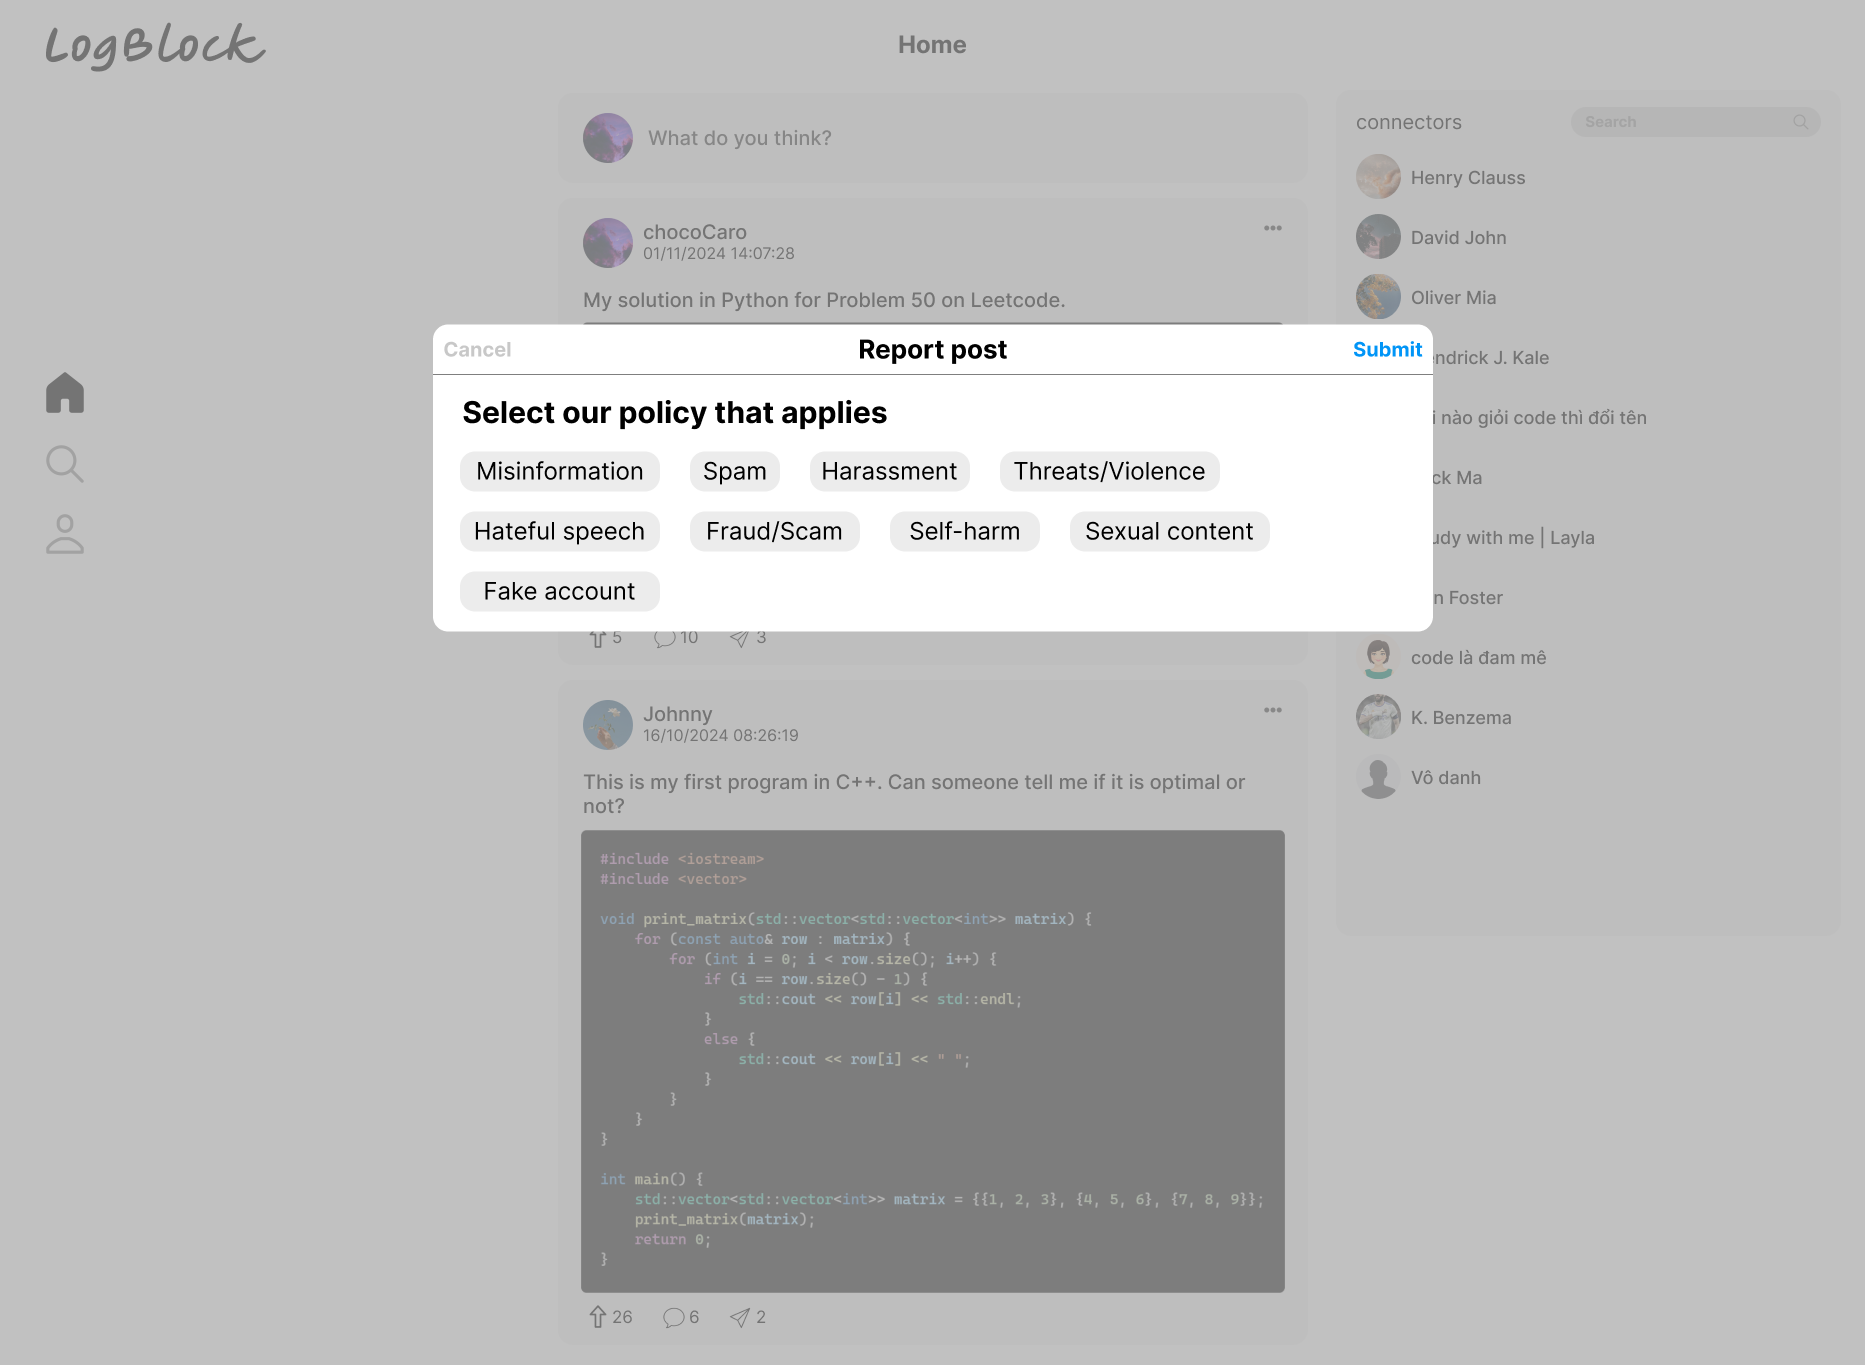 LogBlock
Home
What do you think?
chocoCaro
01/11/2024 14:07:28
My solution in Python for Problem 50 on Leetcode.
Cancel
Report post
Submit
Select our policy that applies
Misinformation
Spam
Harassment
Threats/Violence
Hateful speech
Fraud/Scam
Self-harm
Sexual content
Fake account
5
10
3
Johnny
16/10/2024 08:26:19
This is my first program in C++. Can someone tell me if it is optimal or
not?
#include <iostream>
#include <vector>
void print_matrix(std::vector<std::vector<int>> matrix) {
for (const auto& row : matrix) {
for (int i = 0; i < row.size(); i++) {
if (i == row.size() - 1) {
std::cout << row[i] << std::endl;
}
else {
std::cout << row[i] << " ";
}
}
}
}
int main() {
std::vector<std::vector<int>> matrix = {{1, 2, 3}, {4, 5, 6}, {7, 8, 9}};
print_matrix(matrix);
return 0;
}
26
6
2
connectors
Search
Henry Clauss
David John
Oliver Mia
J. Kale
nào giỏi code thì đổi tên
Ma
with me | Layla
Foster
code là đam mê
K. Benzema
Vô danh